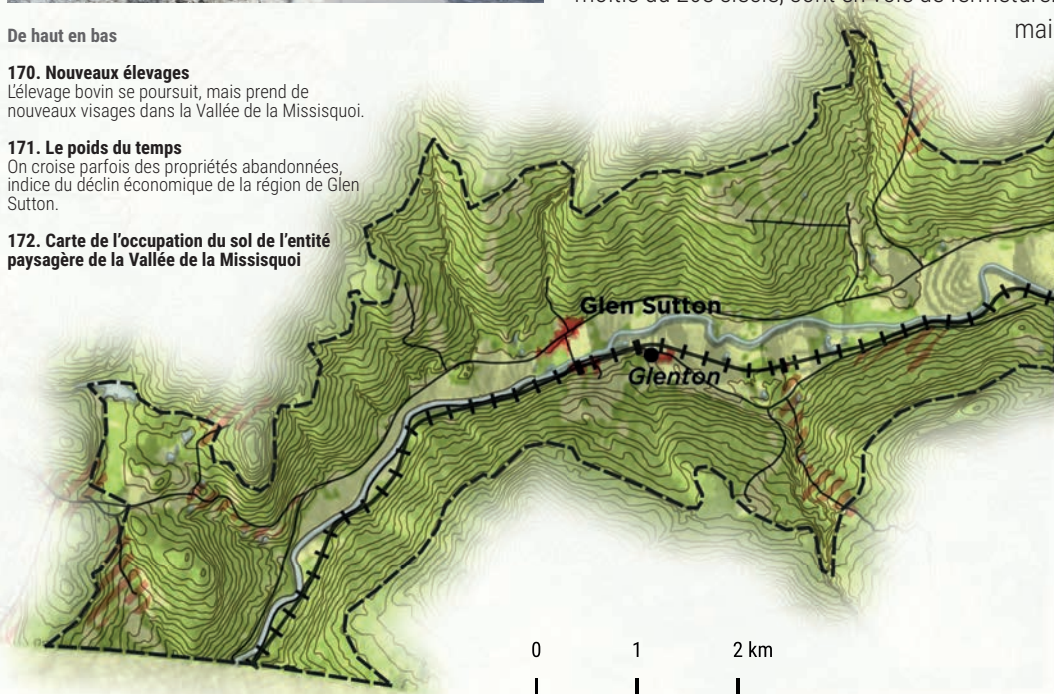 moitié du 20e siècle, sont en voie de fermeture.
mai
De haut en bas
170. Nouveaux élevages
L'élevage bovin se poursuit, mais prend de
nouveaux visages dans la Vallée de la Missisquoi.
171. Le poids du temps
On croise parfois des propriétés abandonnées,
indice du déclin économique de la région de Glen
Sutton.
172. Carte de l'occupation du sol de l'entité
paysagère de la Vallée de la Missisquoi
Glen Sutton
Glenton
0 1 2 km